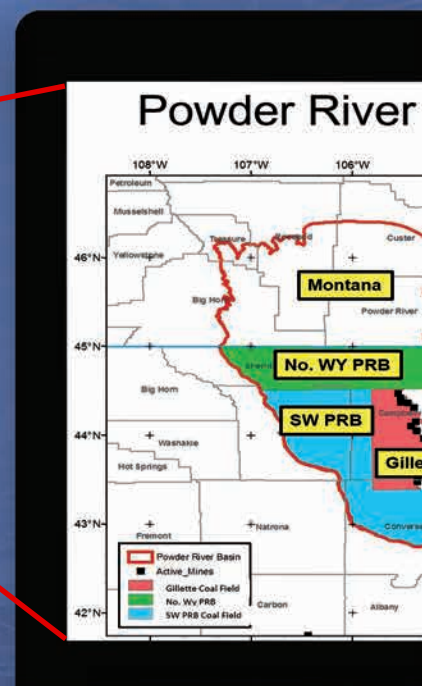 Powder River
108°W 107°W 106°W
Petroleum
Musselshell
Treasure Rosebud Custer
46°N
Yellowstone
Montana
Big Horn
Powder River
45°N
Sheridan
No. WY PRB
Big Horn
SW PRB
Campbell
44°N
Washakie
Hot Springs
Gille
43°N
Fremont
Natrona
Converse
Powder River Basin
Active_Mines
Gillette Coal Field
No. Wy PRB
SW PRB Coal Field
Carbon
Albany
42°N